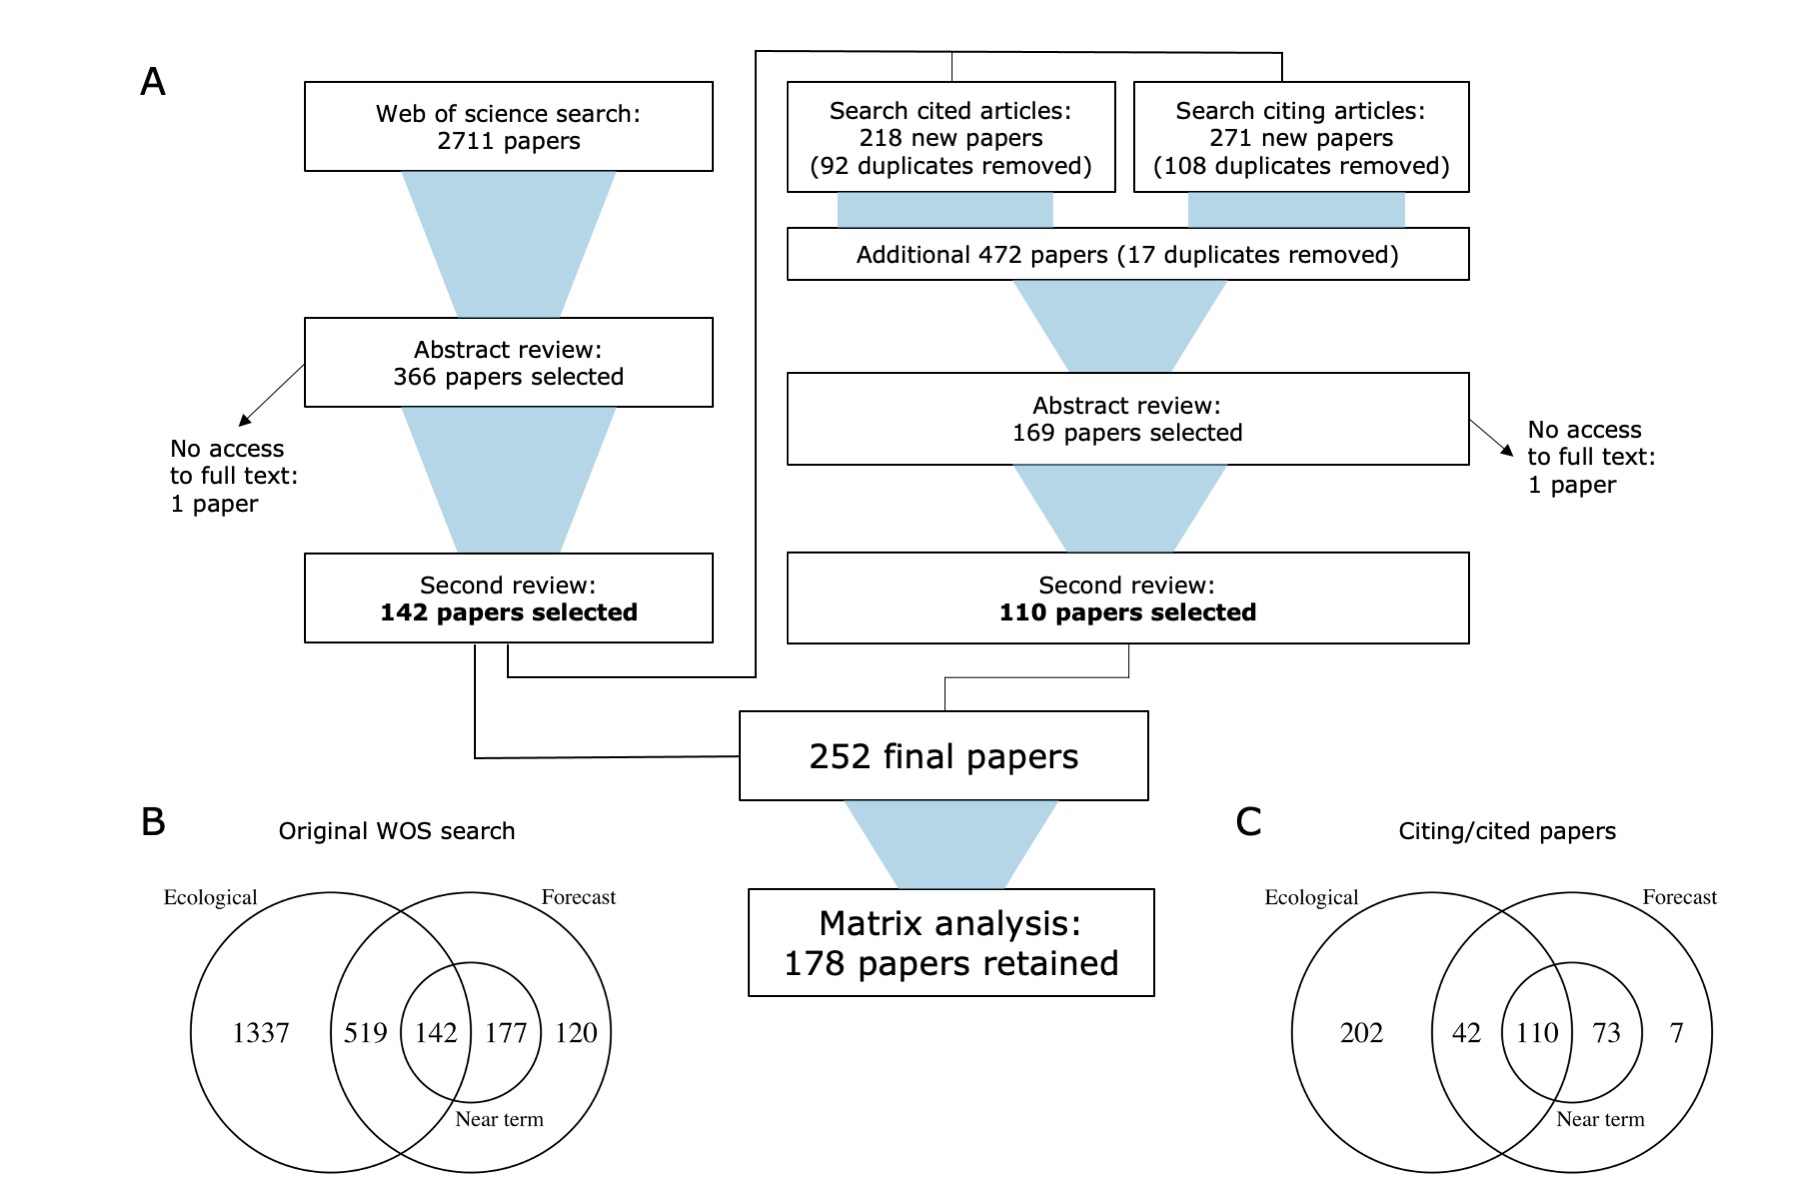 A
Web of science search:
2711 papers
Abstract review:
366 papers selected
No access
to full text:
1 paper
Second review:
142 papers selected
Search cited articles:
218 new papers
(92 duplicates removed)
Search citing articles:
271 new papers
(108 duplicates removed)
Additional 472 papers (17 duplicates removed)
Abstract review:
169 papers selected
No access
to full text:
1 paper
Second review:
110 papers selected
252 final papers
Matrix analysis:
178 papers retained
B
Original WOS search
Ecological
Forecast
1337 519 142 177 120
Near term
C
Citing/cited papers
Ecological
Forecast
202 42 110 73 7
Near term